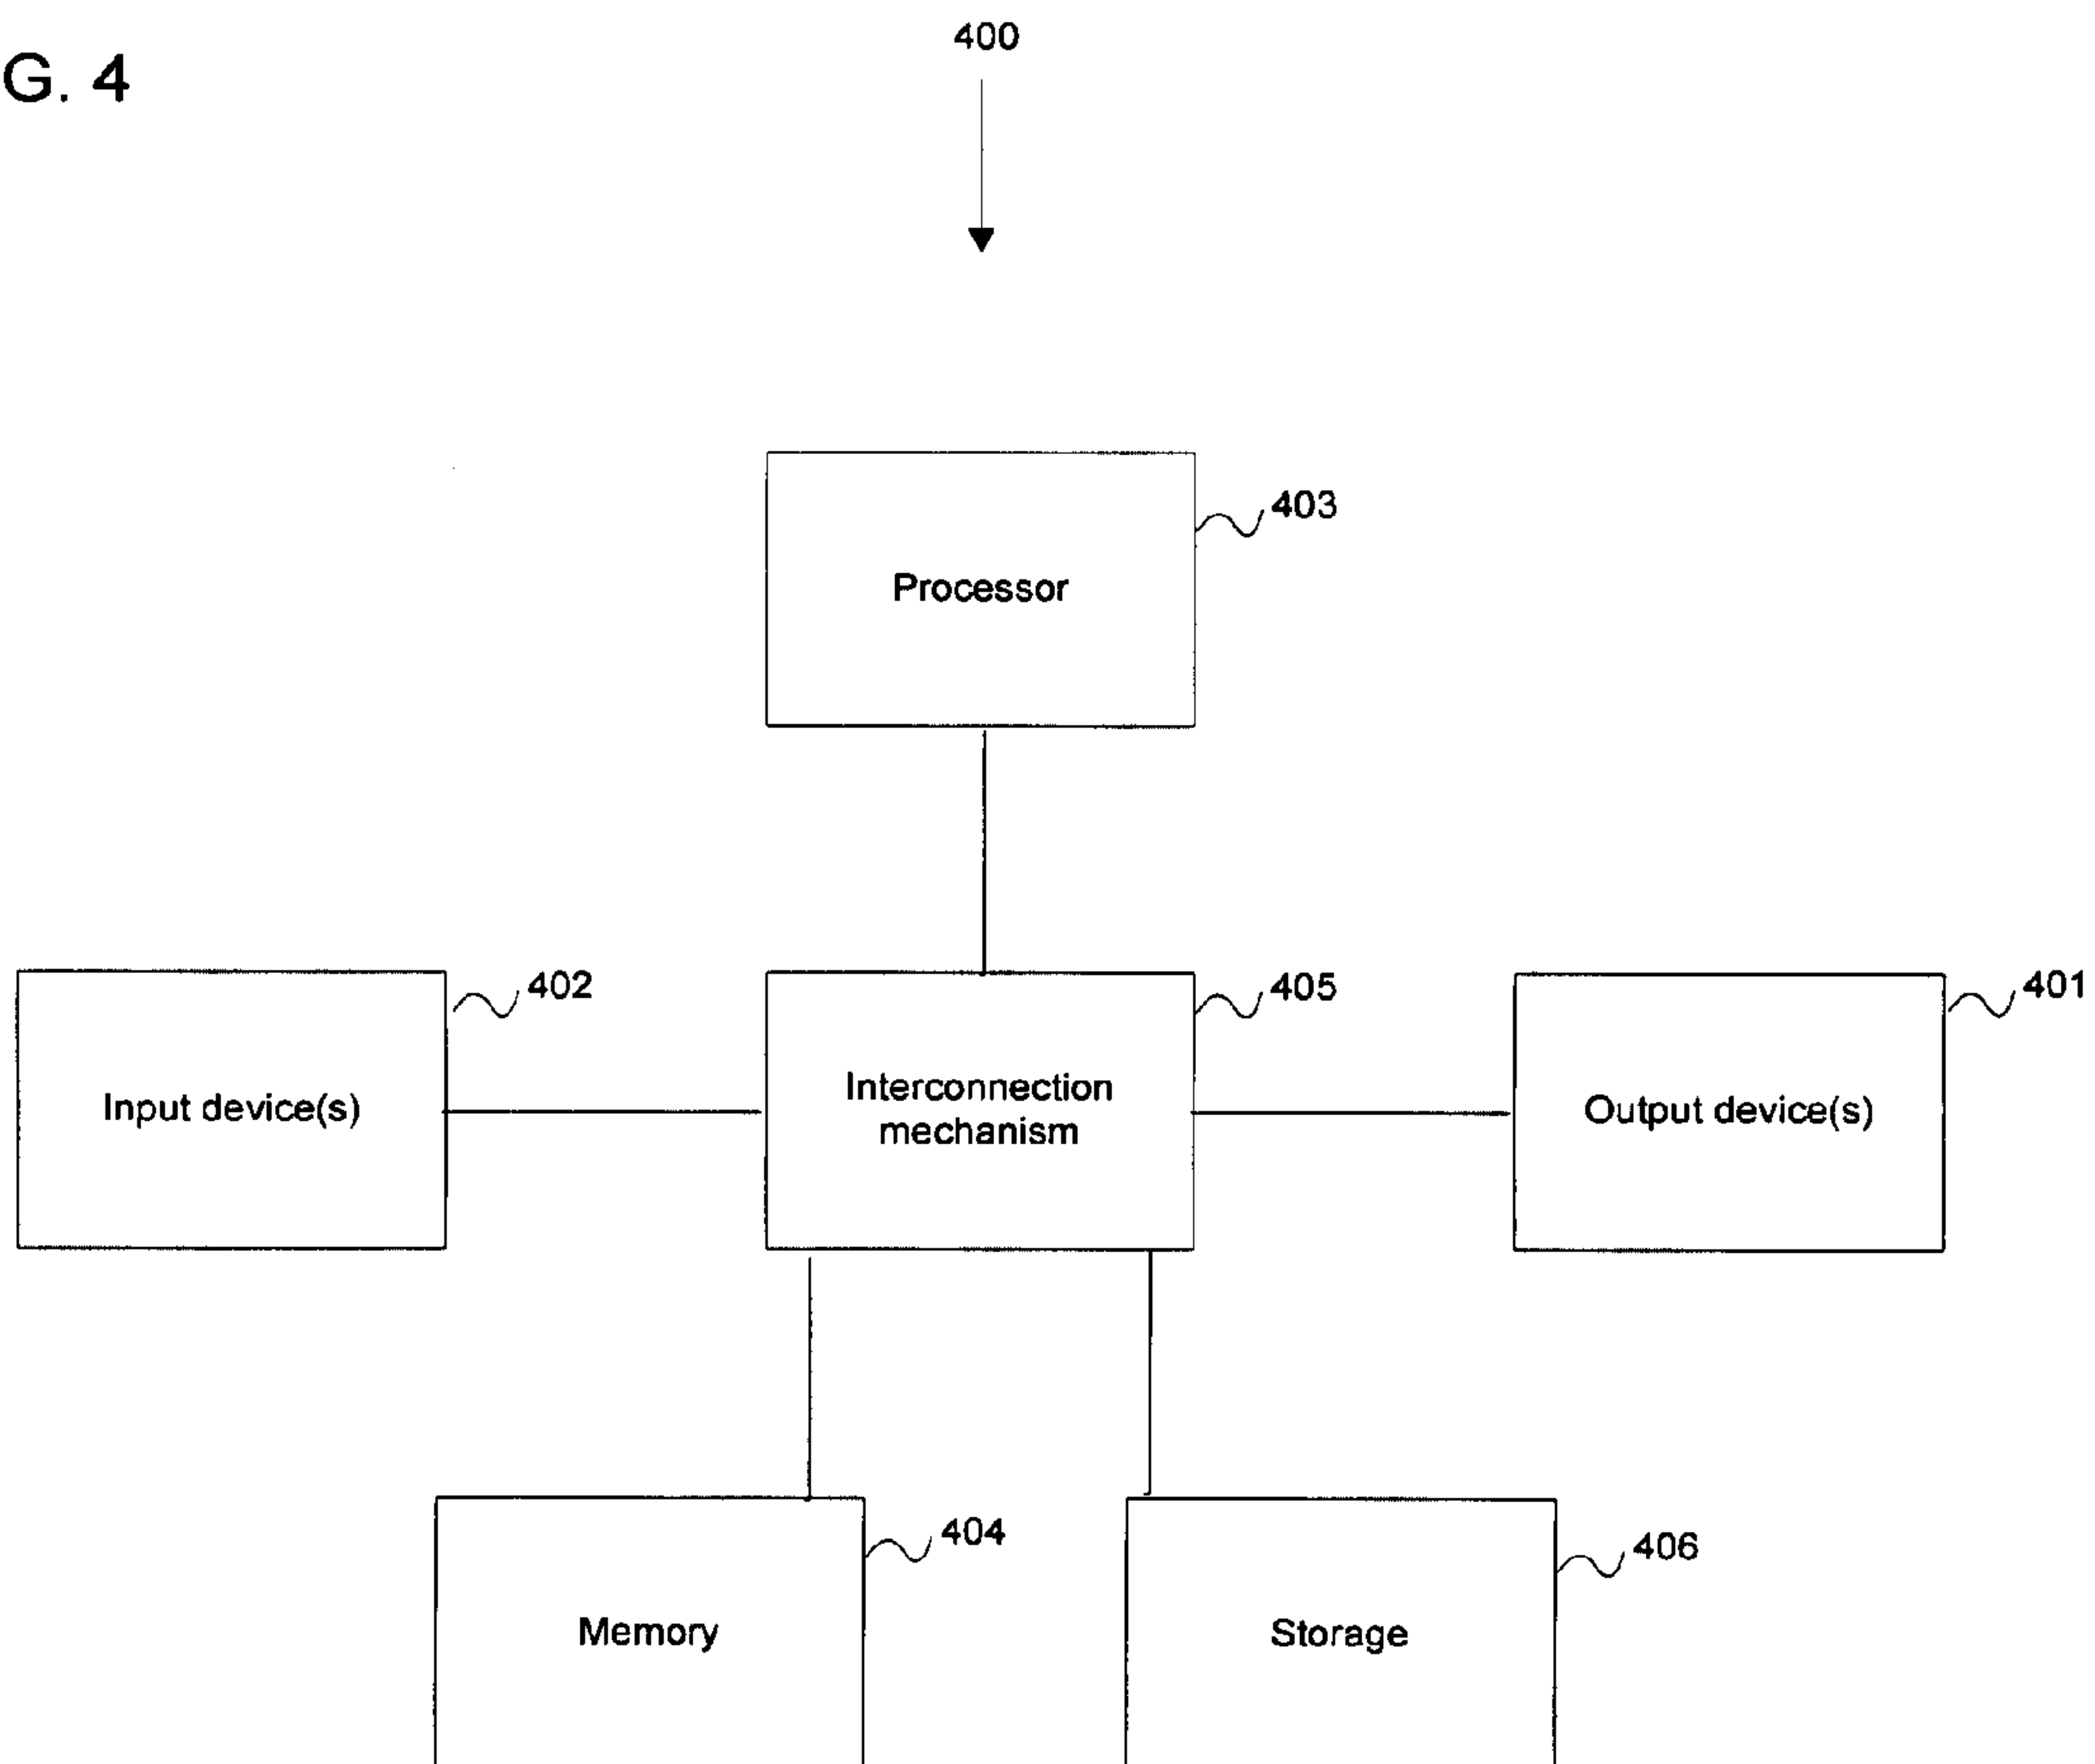 400
G. 4
403
Processor
402
405
401
Input device(s)
Interconnection
mechanism
Output device(s)
404
406
Memory
Storage